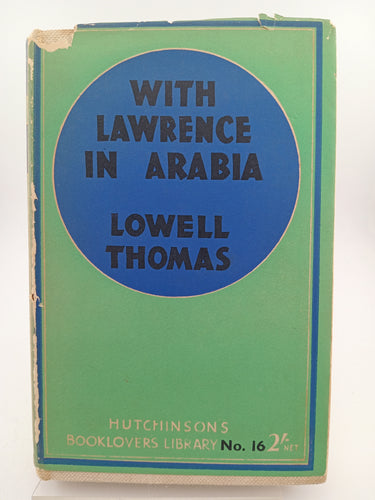 WITH
LAWRENCE
IN ARABIA
LOWELL
THOMAS
HUTCHINSONS
BOOKLOVERS LIBRARY No. 16 2/- NET